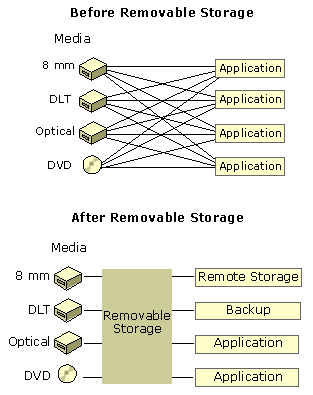 Before Removable Storage
Media
8 mm
Application
DLT
Application
Optical
Application
DVD
Application
After Removable Storage
Media
8 mm
Remote Storage
DLT
Removable
Storage
Backup
Optical
Application
DVD
Application